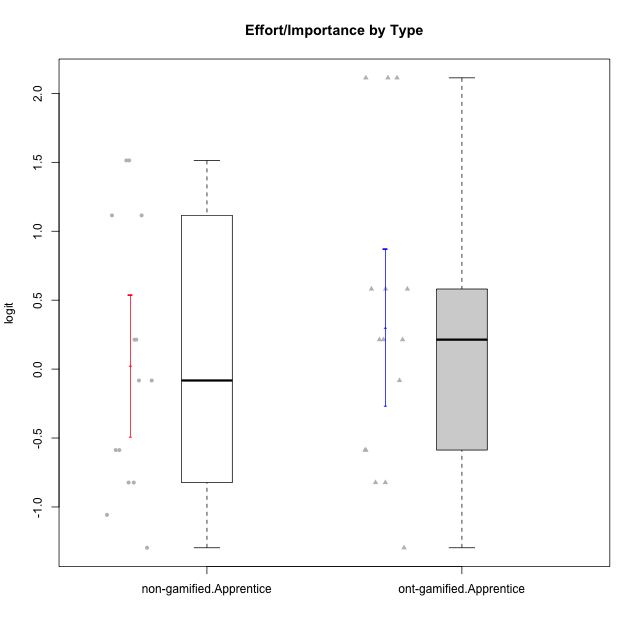 Effort/Importance by Type
2.0
1.5
1.0
0.5
0.0
-0.5
-1.0
logit
non-gamified.Apprentice
ont-gamified.Apprentice